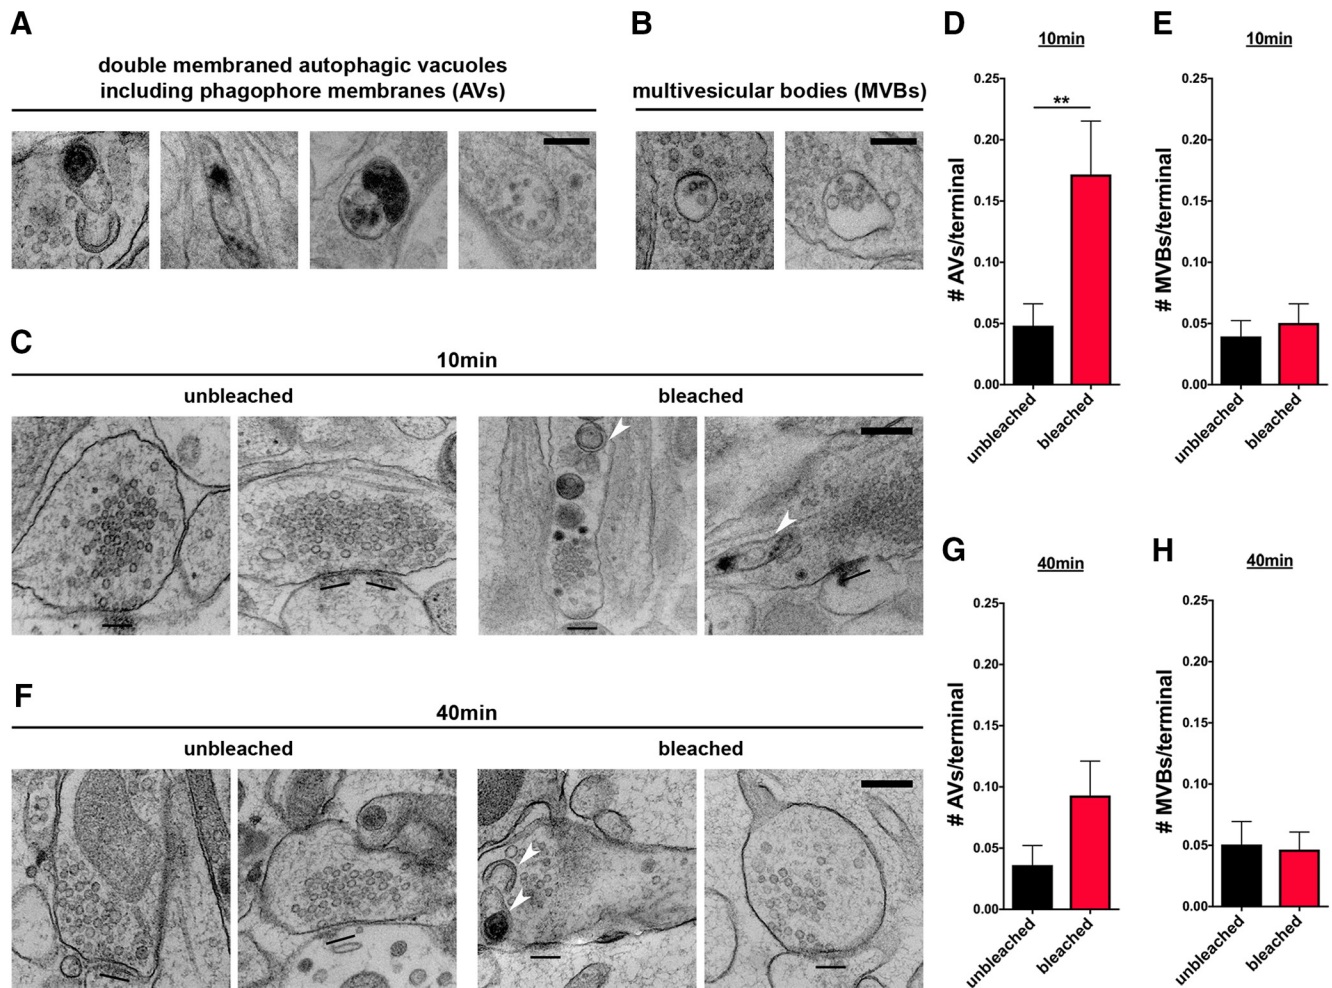 A
double membraned autophagic vacuoles
including phagophore membranes (AVs)
B
multivesicular bodies (MVBs)
C
10min
unbleached
bleached
F
40min
unbleached
bleached
D
10min
# AVs/terminal
0.25
0.20
0.15
0.10
0.05
0.00
**
unbleached
bleached
E
10min
# MVBs/terminal
0.25
0.20
0.15
0.10
0.05
0.00
unbleached
bleached
G
40min
# AVs/terminal
0.25
0.20
0.15
0.10
0.05
0.00
unbleached
bleached
H
40min
# MVBs/terminal
0.25
0.20
0.15
0.10
0.05
0.00
unbleached
bleached